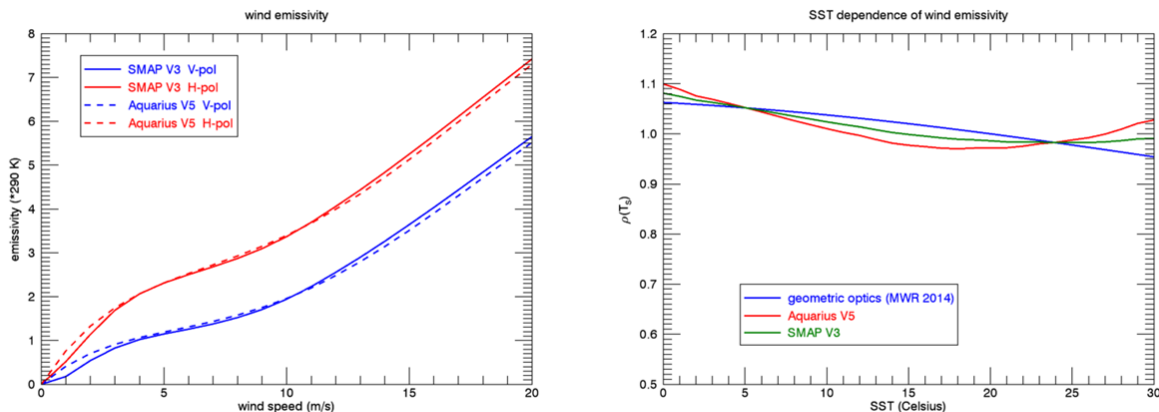 wind emissivity
8
7
6
5
4
3
2
1
0
emissivity (*290 K)
SMAP V3 V-pol
SMAP V3 H-pol
Aquarius V5 V-pol
Aquarius V5 H-pol
0 5 10 15 20
wind speed (m/s)
SST dependence of wind emissivity
1.2
1.1
1.0
0.9
0.8
0.7
0.6
0.5
ρ(Ts)
geometric optics (MWR 2014)
Aquarius V5
SMAP V3
0 5 10 15 20 25 30
SST (Celsius)